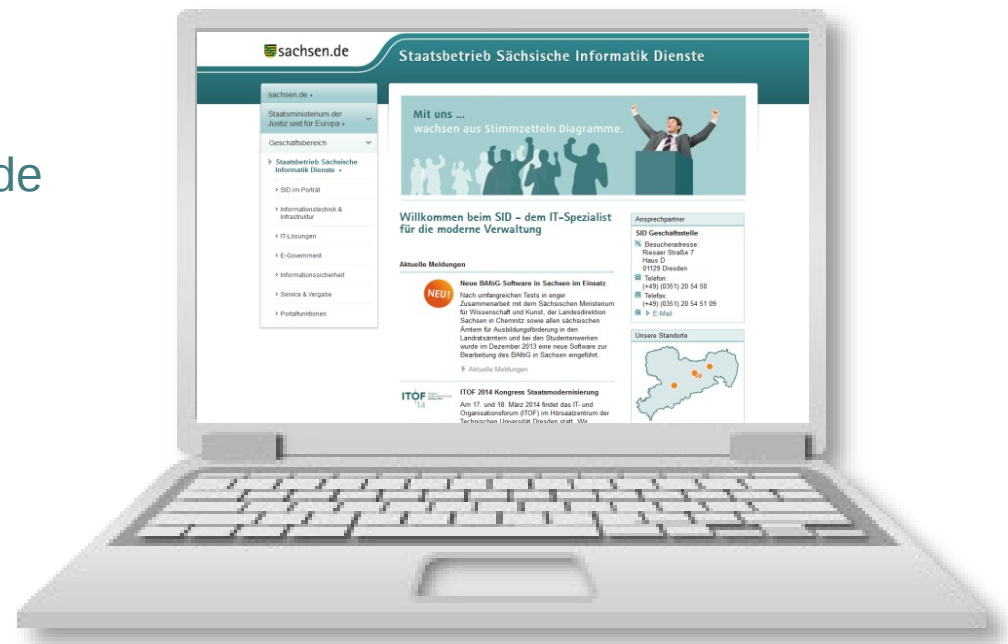 de
sachsen.de
Staatsbetrieb Sächsische Informatik Dienste
sachsen.de
Staatsministerium der
Justiz und für Europa
Geschäftsbereich
Staatsbetrieb Sächsische
Informatik Dienste
SID im Porträt
Informationstechnik &
Infrastruktur
IT-Lösungen
E-Government
Informationssicherheit
Service & Vergabe
Portalfunktionen
Mit uns ...
wachsen aus Stimmzetteln Diagramme.
Willkommen beim SID – dem IT-Spezialist
für die moderne Verwaltung
Aktuelle Meldungen
NEU!
Neue BAföG-Software in Sachsen im Einsatz
Nach umfangreichen Tests in enger
Zusammenarbeit mit dem Sächsischen Ministerium
für Wissenschaft und Kunst, der Landesdirektion
Sachsen in Chemnitz sowie allen sächsischen
Ämtern für Ausbildungsförderung in den
Landratsämtern und bei den Studentenwerken
wurde im Dezember 2013 eine neue Software zur
Bearbeitung des BAföG in Sachsen eingeführt.
Aktuelle Meldungen
ITOF
'14
ITOF 2014 Kongress Staatsmodernisierung
Am 17. und 18. März 2014 findet das IT- und
Organisationsforum (ITOF) im Hörsaalzentrum der
Technischen Universität Dresden statt. Wir
Ansprechpartner
SID Geschäftsstelle
Besucheradresse:
Riesaer Straße 7
Haus D
01129 Dresden
Telefon:
(+49) (0351) 20 54 50
Telefax:
(+49) (0351) 20 54 51 09
E-Mail
Unsere Standorte